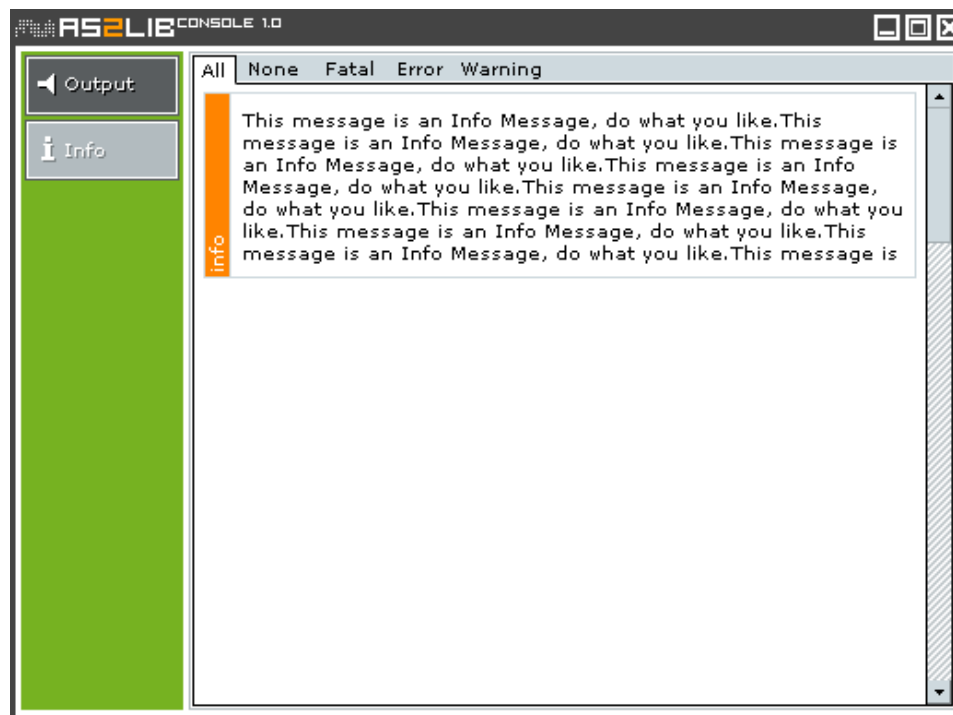 AS2LIB CONSOLE 1.0
Output
Info
All None Fatal Error Warning
This message is an Info Message, do what you like.This
message is an Info Message, do what you like.This message is
an Info Message, do what you like.This message is an Info
Message, do what you like.This message is an Info Message,
do what you like.This message is an Info Message, do what you
like.This message is an Info Message, do what you like.This
message is an Info Message, do what you like.This message is
info